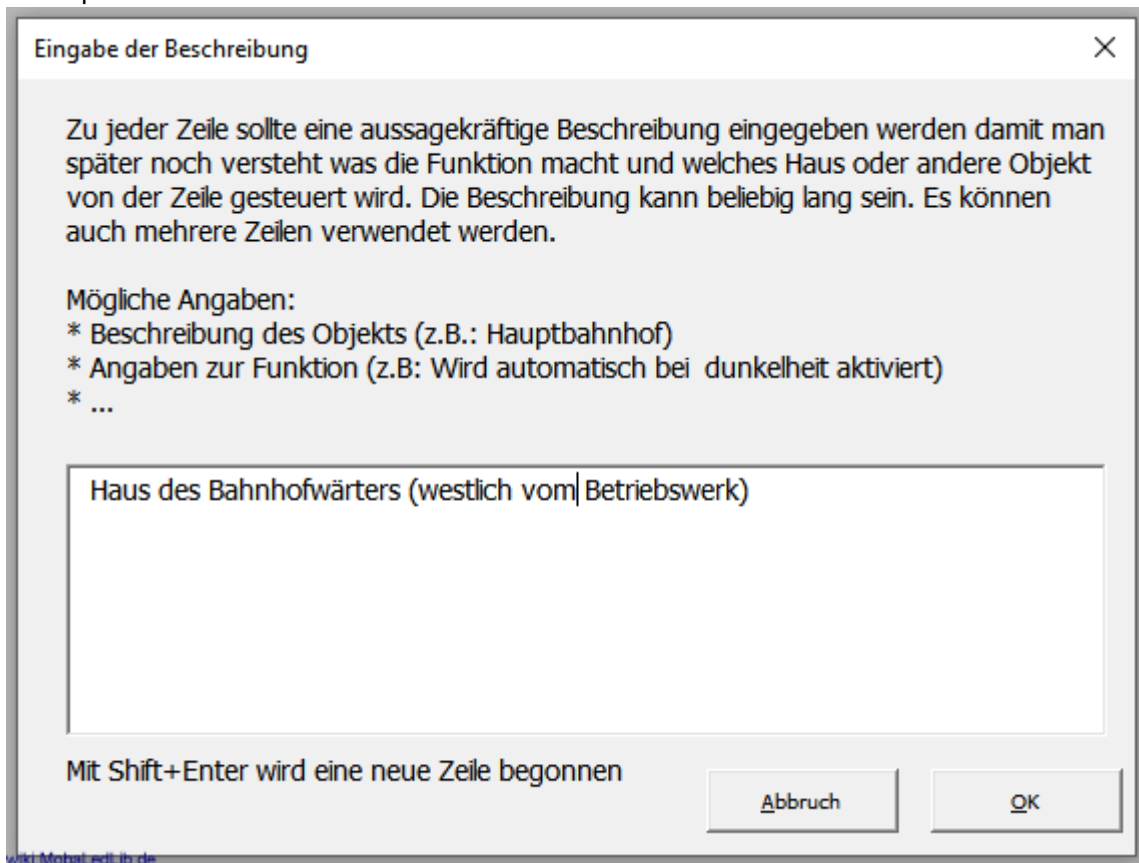 Eingabe der Beschreibung
Zu jeder Zeile sollte eine aussagekräftige Beschreibung eingegeben werden damit man
später noch versteht was die Funktion macht und welches Haus oder andere Objekt
von der Zeile gesteuert wird. Die Beschreibung kann beliebig lang sein. Es können
auch mehrere Zeilen verwendet werden.
Mögliche Angaben:
* Beschreibung des Objekts (z.B.: Hauptbahnhof)
* Angaben zur Funktion (z.B: Wird automatisch bei  dunkelheit aktiviert)
* ...
Haus des Bahnhofwärters (westlich vom Betriebswerk)
Mit Shift+Enter wird eine neue Zeile begonnen
Abbruch
OK
wiki.MobaLedLib.de